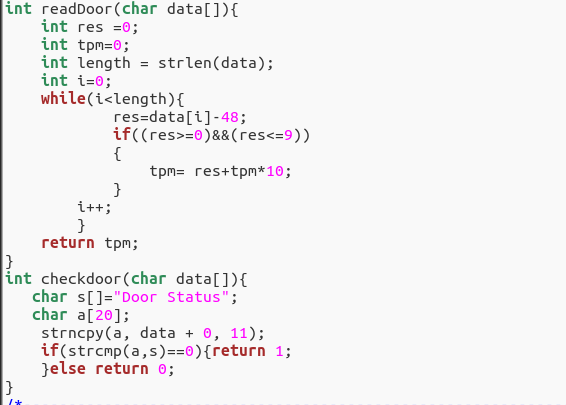 int readDoor(char data[]){
    int res =0;
    int tpm=0;
    int length = strlen(data);
    int i=0;
    while(i<length){
            res=data[i]-48;
            if((res>=0)&&(res<=9))
            {
                tpm= res+tpm*10;
            }
        i++;
        }
    return tpm;
}
int checkdoor(char data[]){
   char s[]="Door Status";
   char a[20];
    strncpy(a, data + 0, 11);
    if(strcmp(a,s)==0){return 1;
    }else return 0;
}